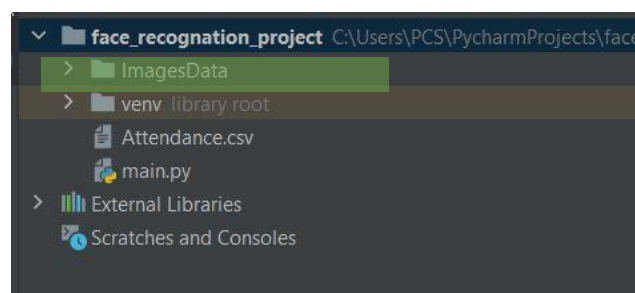 face_recognation_project C:\Users\PCS\PycharmProjects\face
ImagesData
venv library root
Attendance.csv
main.py
External Libraries
Scratches and Consoles